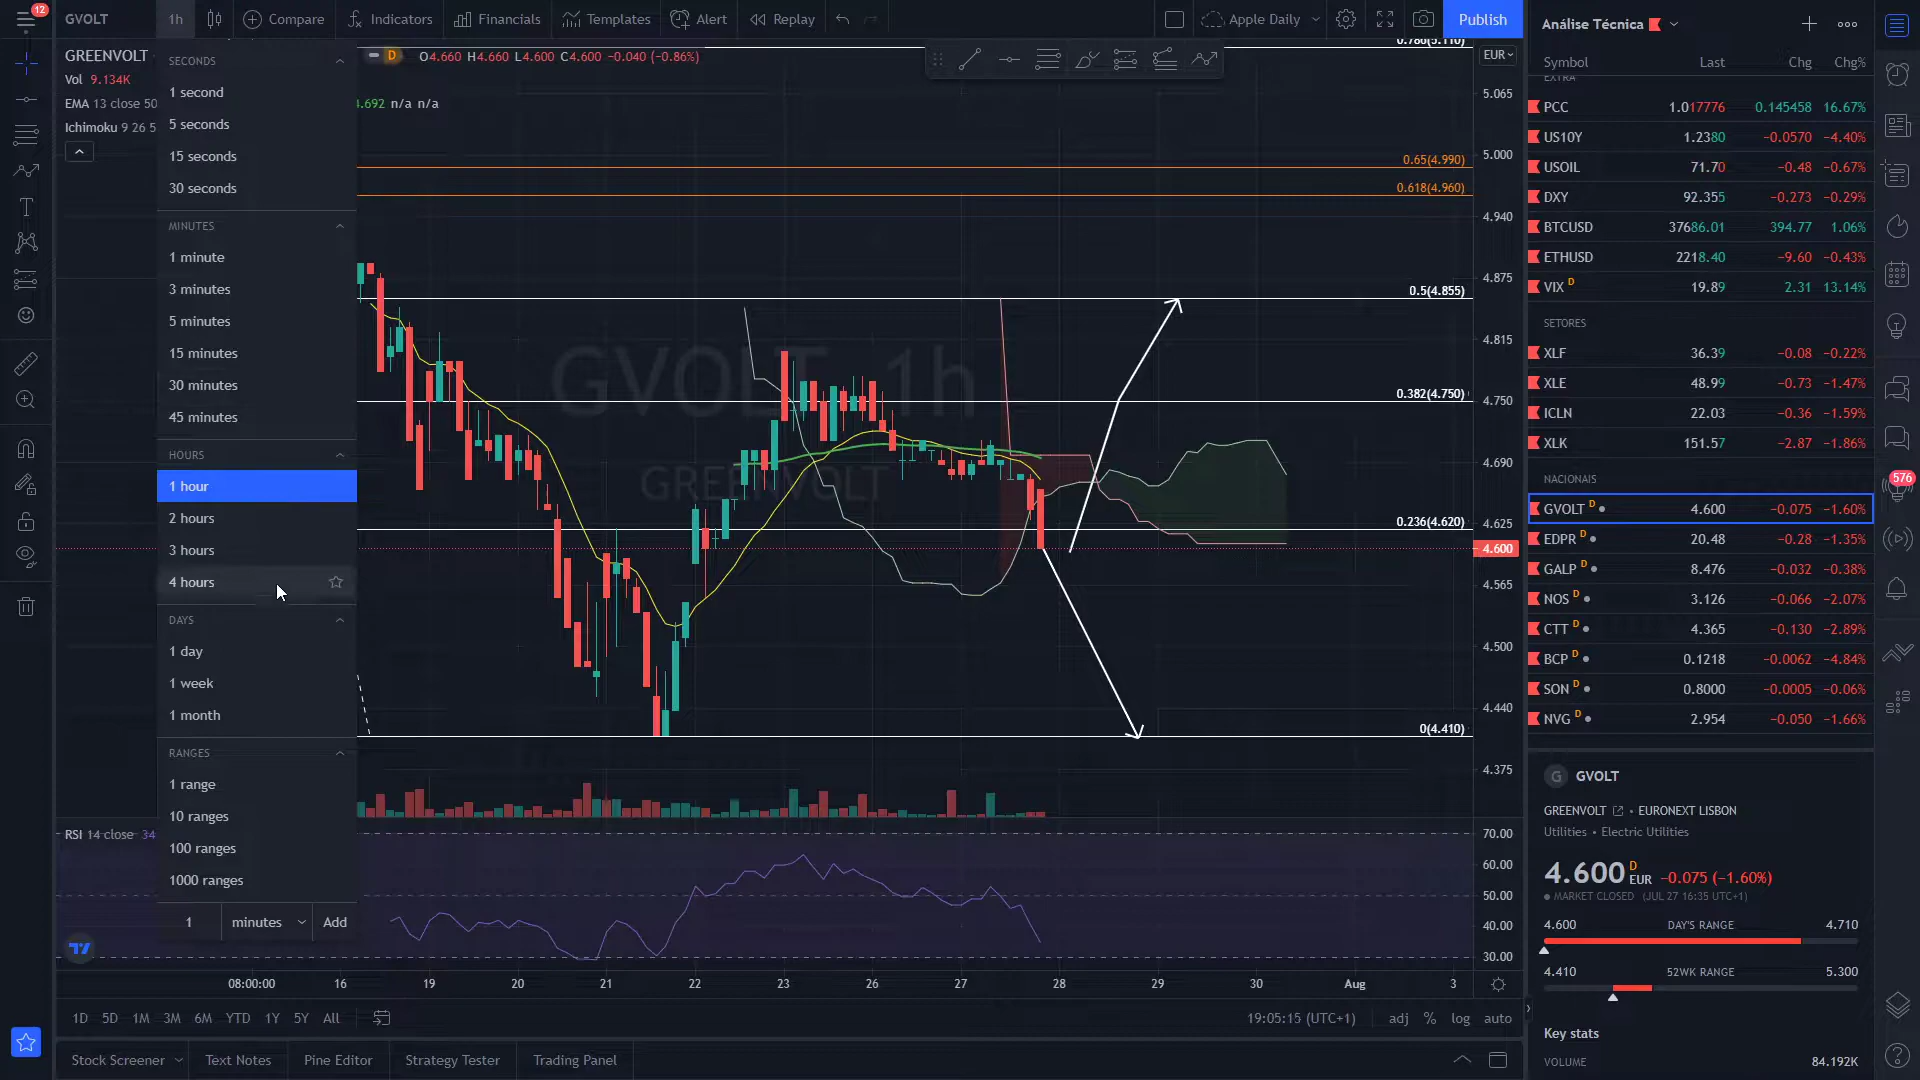 12
GVOLT
1h
Compare
Indicators
Financials
Templates
Alert
Replay
Apple Daily
Publish
GREENVOLT
D
O4.660 H4.660 L4.600 C4.600 −0.040 (−0.86%)
Vol 9.134K
EMA 13 close 50
4.692 n/a n/a
Ichimoku 9 26 5
SECONDS
1 second
5 seconds
15 seconds
30 seconds
MINUTES
1 minute
3 minutes
5 minutes
15 minutes
30 minutes
45 minutes
HOURS
1 hour
2 hours
3 hours
4 hours
DAYS
1 day
1 week
1 month
RANGES
1 range
10 ranges
100 ranges
1000 ranges
1 minutes Add
GVOLT 1h
GREENVOLT
0.786(5.110)
0.65(4.990)
0.618(4.960)
0.5(4.855)
0.382(4.750)
0.236(4.620)
0(4.410)
EUR
5.065
5.000
4.940
4.875
4.815
4.750
4.690
4.625
4.600
4.565
4.500
4.440
4.375
RSI 14 close 34
70.00
60.00
50.00
40.00
30.00
08:00:00 16 19 20 21 22 23 26 27 28 29 30 Aug 3
1D 5D 1M 3M 6M YTD 1Y 5Y All
19:05:15 (UTC+1) adj % log auto
Stock Screener
Text Notes
Pine Editor
Strategy Tester
Trading Panel
Análise Técnica
Symbol Last Chg Chg%
EXTRA
PCC 1.017776 0.145458 16.67%
US10Y 1.2380 −0.0570 −4.40%
USOIL 71.70 −0.48 −0.67%
DXY 92.355 −0.273 −0.29%
BTCUSD 37686.01 394.77 1.06%
ETHUSD 2218.40 −9.60 −0.43%
VIX D 19.89 2.31 13.14%
SETORES
XLF 36.39 −0.08 −0.22%
XLE 48.99 −0.73 −1.47%
ICLN 22.03 −0.36 −1.59%
XLK 151.57 −2.87 −1.86%
NACIONAIS
GVOLT D 4.600 −0.075 −1.60%
EDPR D 20.48 −0.28 −1.35%
GALP D 8.476 −0.032 −0.38%
NOS D 3.126 −0.066 −2.07%
CTT D 4.365 −0.130 −2.89%
BCP D 0.1218 −0.0062 −4.84%
SON D 0.8000 −0.0005 −0.06%
NVG D 2.954 −0.050 −1.66%
G GVOLT
GREENVOLT • EURONEXT LISBON
Utilities • Electric Utilities
4.600 D EUR −0.075 (−1.60%)
MARKET CLOSED (JUL 27 16:35 UTC+1)
4.600 DAY'S RANGE 4.710
4.410 52WK RANGE 5.300
Key stats
VOLUME 84.192K
576